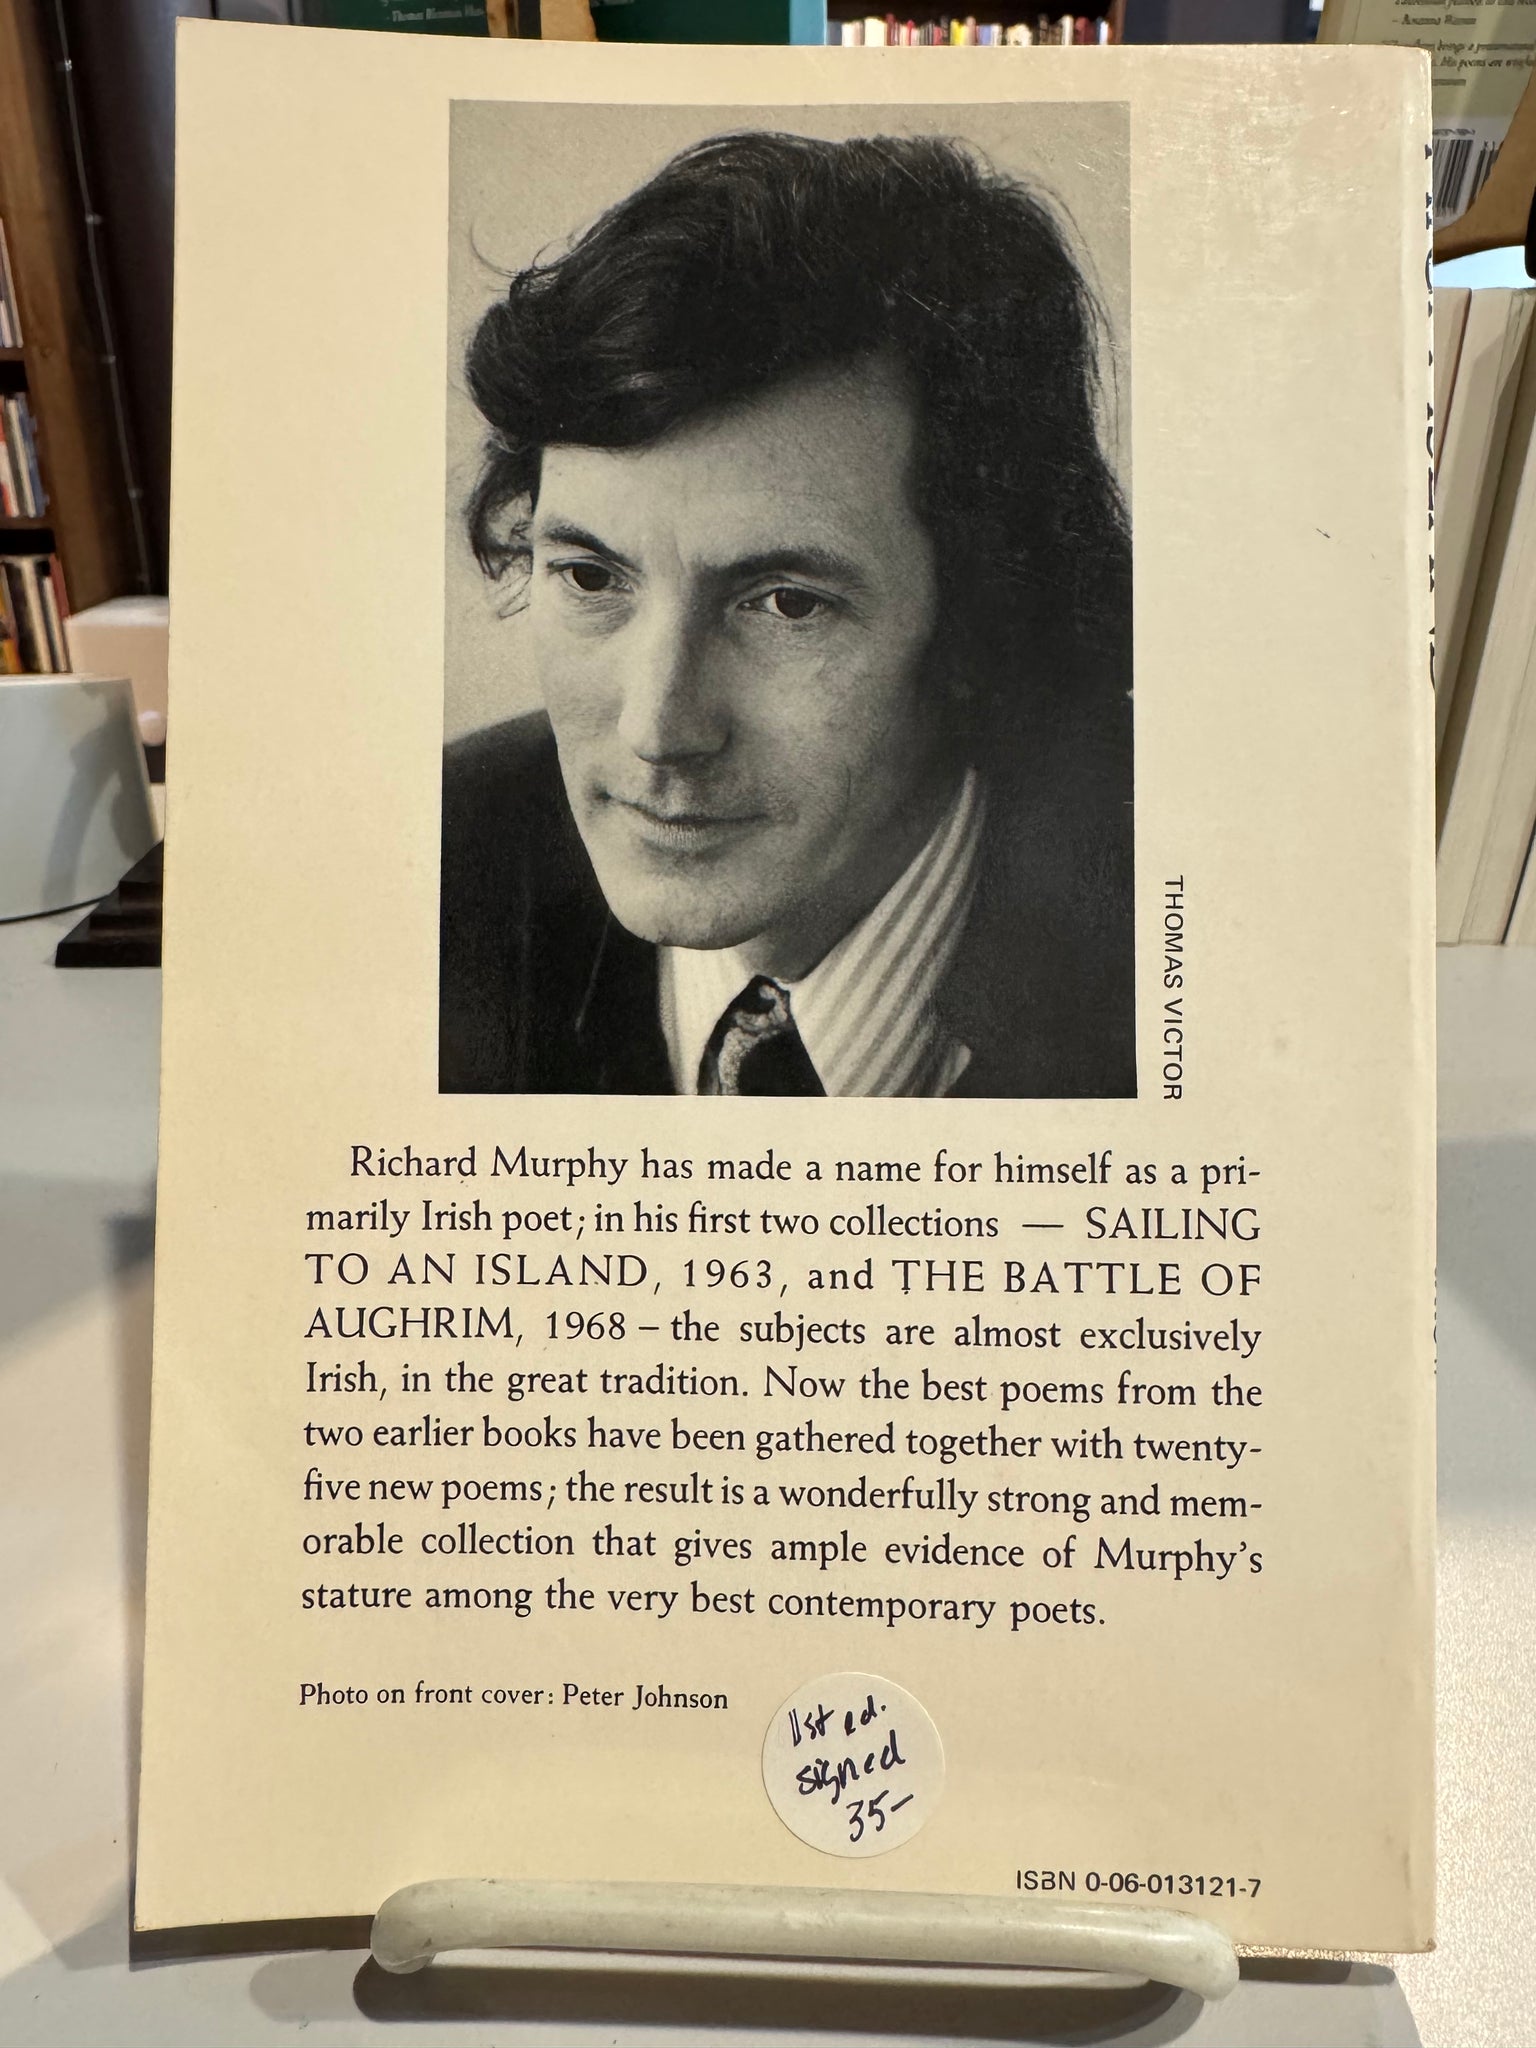 THOMAS VICTOR
Richard Murphy has made a name for himself as a pri-
marily Irish poet; in his first two collections — SAILING
TO AN ISLAND, 1963, and THE BATTLE OF
AUGHRIM, 1968 – the subjects are almost exclusively
Irish, in the great tradition. Now the best poems from the
two earlier books have been gathered together with twenty-
five new poems; the result is a wonderfully strong and mem-
orable collection that gives ample evidence of Murphy's
stature among the very best contemporary poets.
Photo on front cover: Peter Johnson
1st ed.
signed
35–
ISBN 0-06-013121-7